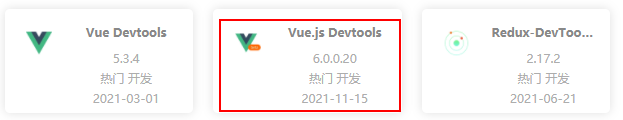 Vue Devtools
5.3.4
热门 开发
2021-03-01
Vue.js Devtools
6.0.0.20
热门 开发
2021-11-15
Redux-DevToo...
2.17.2
热门 开发
2021-06-21